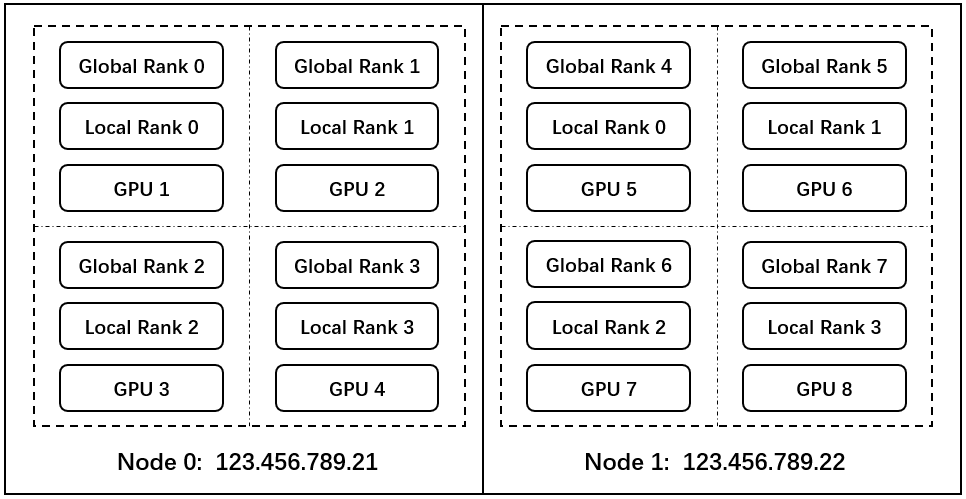 Global Rank 0
Local Rank 0
GPU 1
Global Rank 1
Local Rank 1
GPU 2
Global Rank 2
Local Rank 2
GPU 3
Global Rank 3
Local Rank 3
GPU 4
Node 0: 123.456.789.21
Global Rank 4
Local Rank 0
GPU 5
Global Rank 5
Local Rank 1
GPU 6
Global Rank 6
Local Rank 2
GPU 7
Global Rank 7
Local Rank 3
GPU 8
Node 1: 123.456.789.22